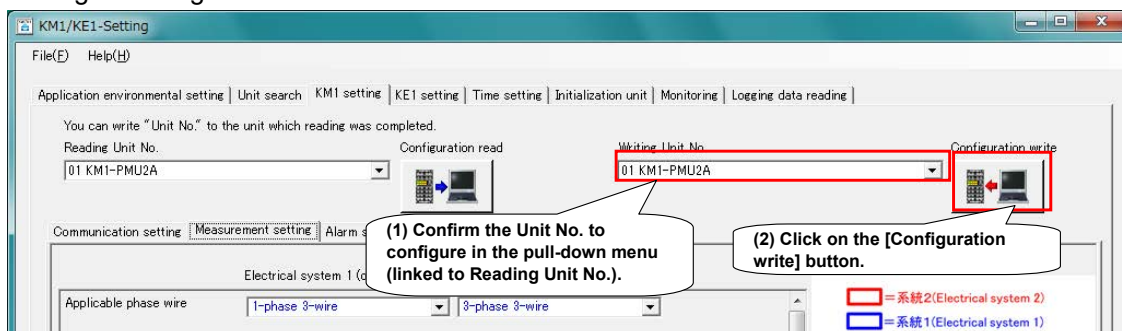 KM1/KE1-Setting
File(F) Help(H)
Application environmental setting Unit search KM1 setting KE1 setting Time setting Initialization unit Monitoring Logging data reading
You can write "Unit No." to the unit which reading was completed.
Reading Unit No. Configuration read Writing Unit No. Configuration write
01 KM1-PMU2A 01 KM1-PMU2A
(1) Confirm the Unit No. to
configure in the pull-down menu
(linked to Reading Unit No.).
(2) Click on the [Configuration
write] button.
Communication setting Measurement setting Alarm s
Electrical system 1 (
Applicable phase wire 1-phase 3-wire 3-phase 3-wire
=系統2(Electrical system 2)
=系統1(Electrical system 1)